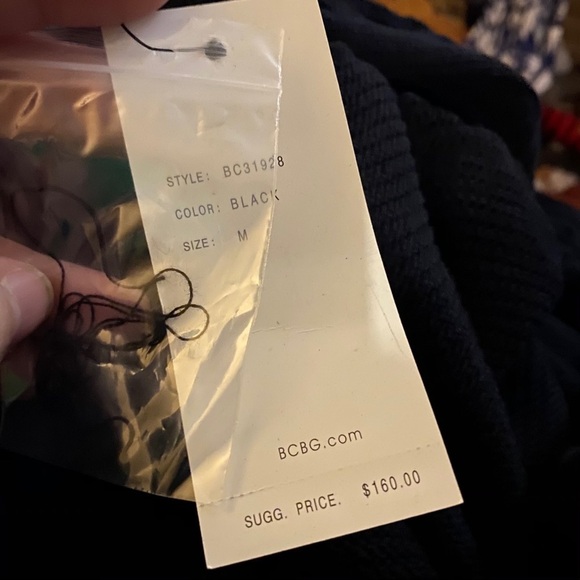 STYLE: BC31928
COLOR: BLACK
SIZE: M
BCBG.com
SUGG. PRICE. $160.00